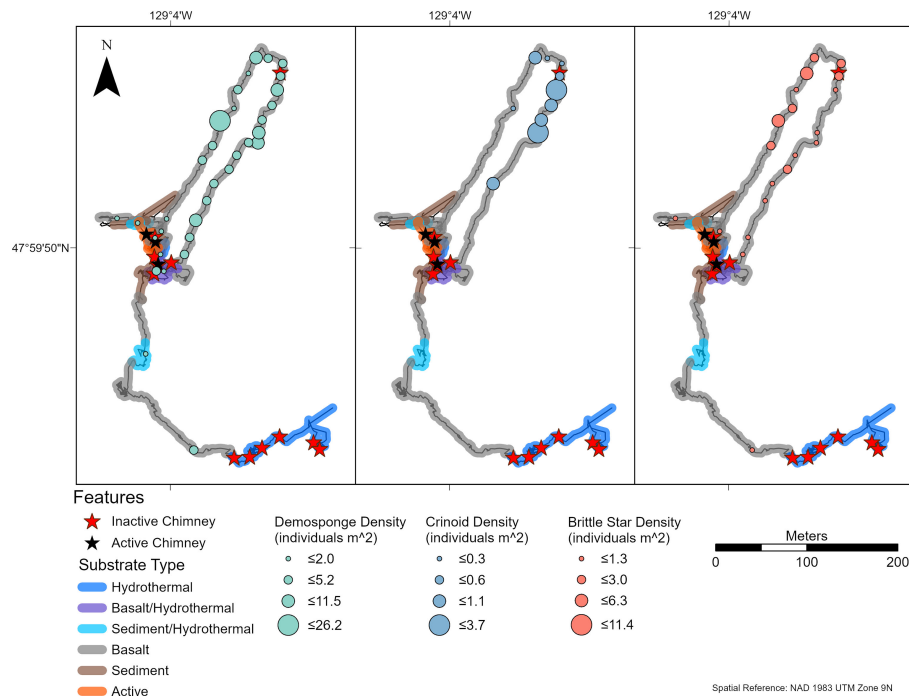 129°4'W
129°4'W
129°4'W
N
47°59'50"N
Features
Inactive Chimney
Active Chimney
Substrate Type
Hydrothermal
Basalt/Hydrothermal
Sediment/Hydrothermal
Basalt
Sediment
Active
Demosponge Density
(individuals m^2)
≤2.0
≤5.2
≤11.5
≤26.2
Crinoid Density
(individuals m^2)
≤0.3
≤0.6
≤1.1
≤3.7
Brittle Star Density
(individuals m^2)
≤1.3
≤3.0
≤6.3
≤11.4
Meters
0 50 100 200
Spatial Reference: NAD 1983 UTM Zone 9N